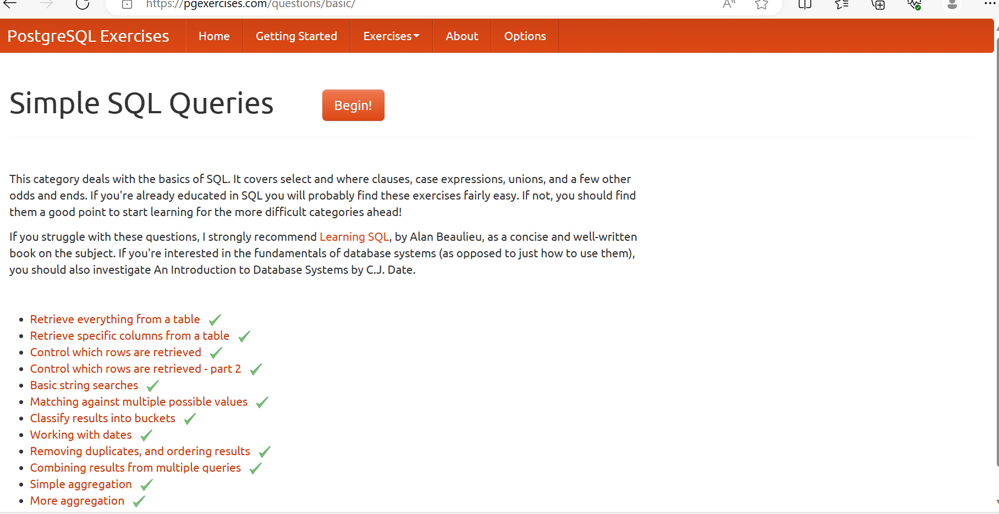 https://pgexercises.com/questions/basic/
PostgreSQL Exercises Home Getting Started Exercises About Options
Simple SQL Queries Begin!
This category deals with the basics of SQL. It covers select and where clauses, case expressions, unions, and a few other
odds and ends. If you're already educated in SQL you will probably find these exercises fairly easy. If not, you should find
them a good point to start learning for the more difficult categories ahead!
If you struggle with these questions, I strongly recommend Learning SQL, by Alan Beaulieu, as a concise and well-written
book on the subject. If you're interested in the fundamentals of database systems (as opposed to just how to use them),
you should also investigate An Introduction to Database Systems by C.J. Date.
Retrieve everything from a table
Retrieve specific columns from a table
Control which rows are retrieved
Control which rows are retrieved - part 2
Basic string searches
Matching against multiple possible values
Classify results into buckets
Working with dates
Removing duplicates, and ordering results
Combining results from multiple queries
Simple aggregation
More aggregation